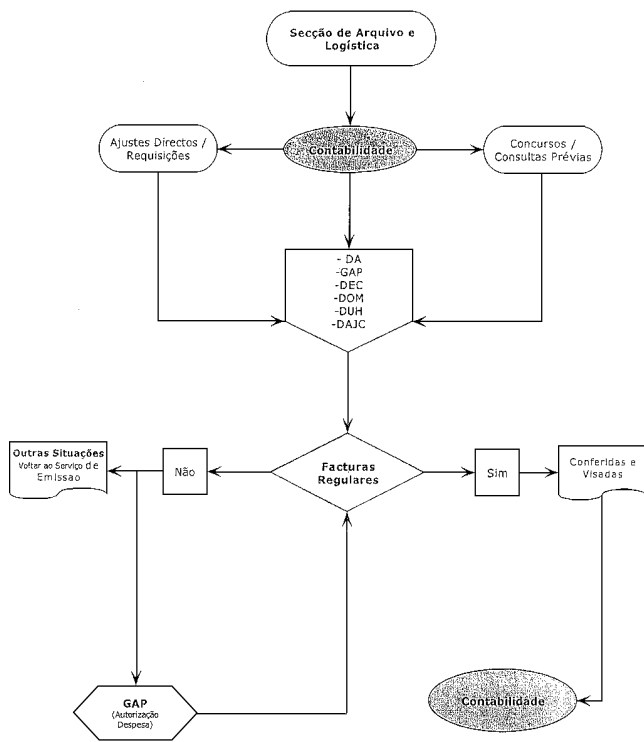 Secção de Arquivo e
Logística
Ajustes Directos /
Requisições
Contabilidade
Concursos /
Consultas Prévias
- DA
-GAP
-DEC
-DOM
-DUH
-DAJC
Outras Situações
Voltar ao Serviço de
Emissao
Não
Facturas
Regulares
Sim
Conferidas e
Visadas
GAP
(Autorização
Despesa)
Contabilidade